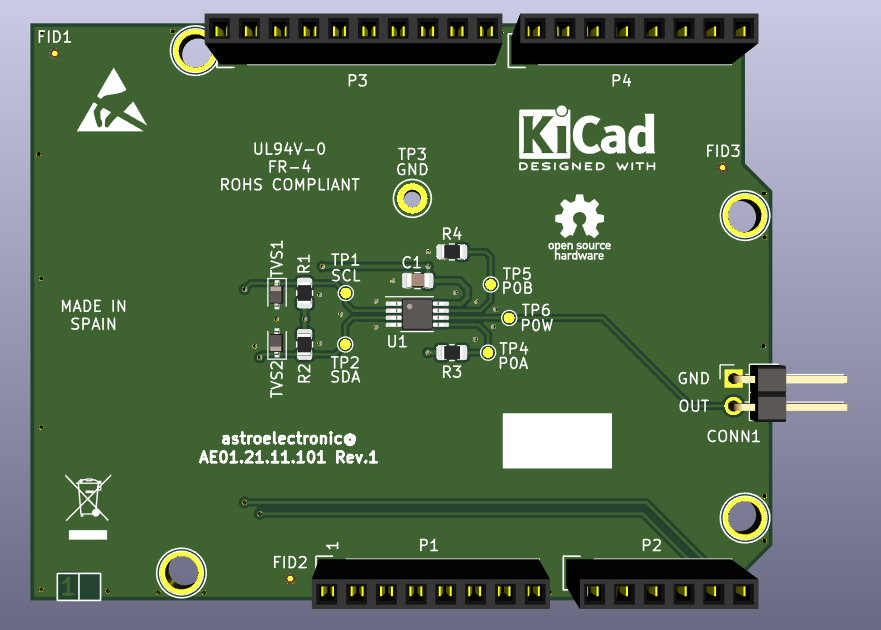 FID1
P3
P4
KiCad
DESIGNED WITH
UL94V-0
FR-4
ROHS COMPLIANT
TP3
GND
FID3
open source
hardware
R4
TVS1
R1
TP1
SCL
C1
TP5
P0B
TP6
P0W
MADE IN
SPAIN
U1
TP4
P0A
TVS2
R2
TP2
SDA
R3
GND
OUT
CONN1
astroelectronic@
AE01.21.11.101 Rev.1
FID2
1
P1
P2
1